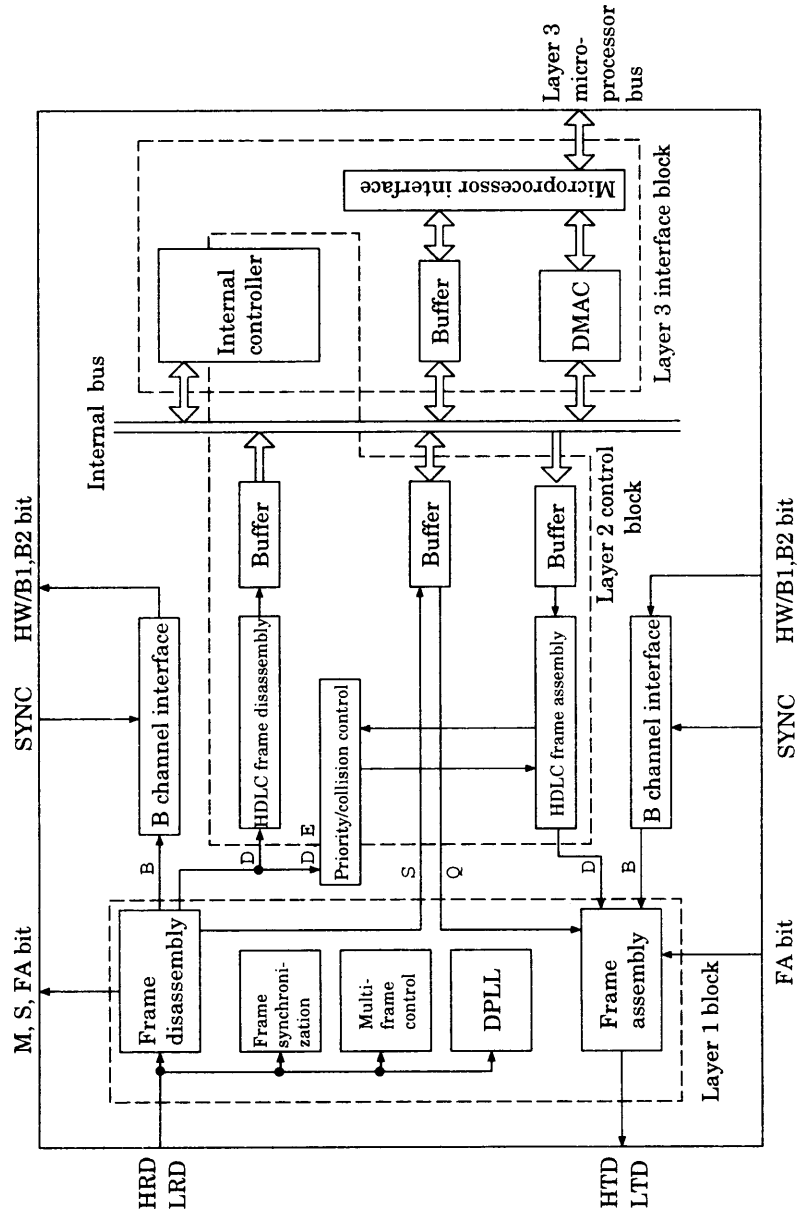 M, S, FA bit
SYNC
HW/B1,B2 bit
Internal bus
HRD
LRD
Frame
disassembly
B
B channel interface
D
HDLC frame disassembly
Buffer
Internal
controller
D E
Priority/collision control
Frame
synchroni-
zation
Multi-
frame
control
DPLL
S
Q
Buffer
Buffer
Microprocessor interface
Layer 3
micro-
processor
bus
HTD
LTD
Frame
assembly
D
B
HDLC frame assembly
Buffer
DMAC
B channel interface
Layer 1 block
Layer 2 control
block
Layer 3 interface block
FA bit
SYNC
HW/B1,B2 bit